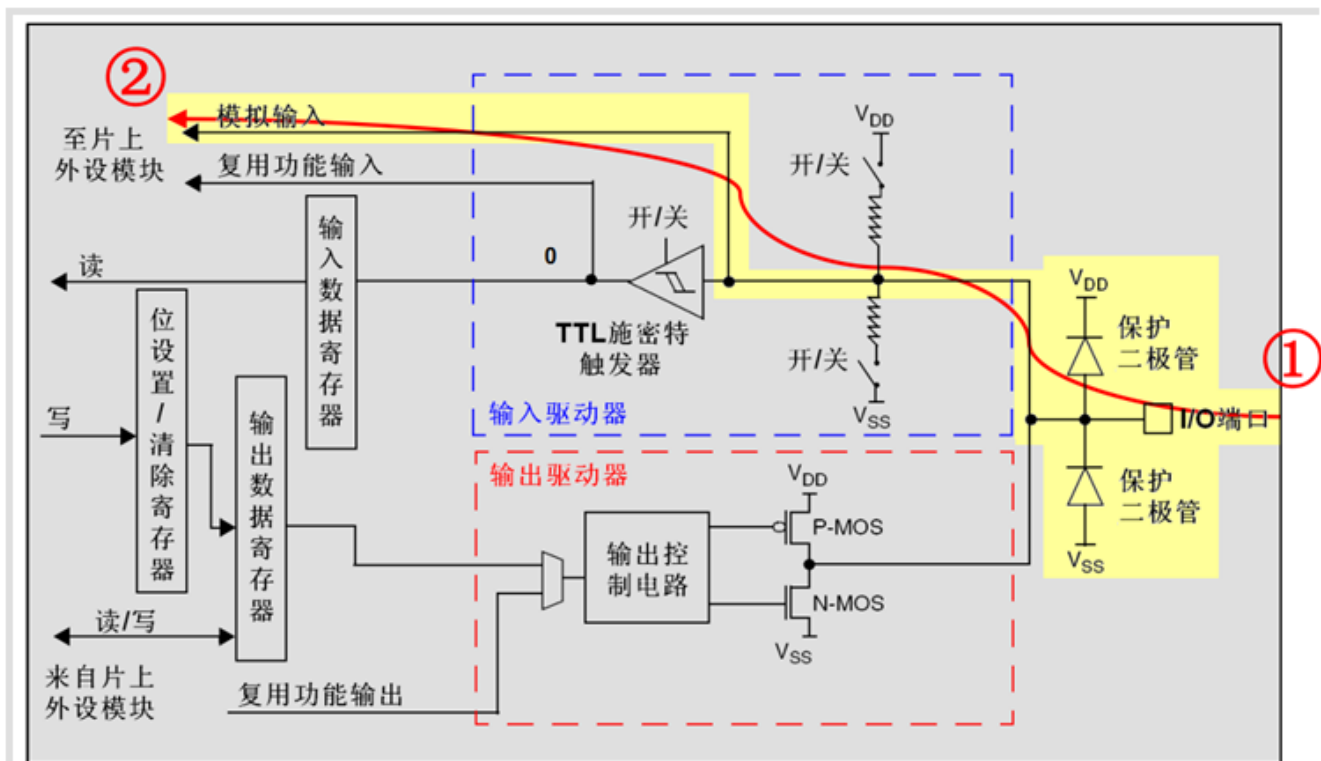 ②
模拟输入
至片上
外设模块
复用功能输入
V_DD
开/关
开/关
0
TTL施密特
触发器
开/关
V_SS
输入驱动器
读
输入数据寄存器
位设置/清除寄存器
写
输出数据寄存器
读/写
来自片上
外设模块
复用功能输出
输出驱动器
输出控
制电路
V_DD
P-MOS
N-MOS
V_SS
V_DD
保护
二极管
①
I/O端口
保护
二极管
V_SS